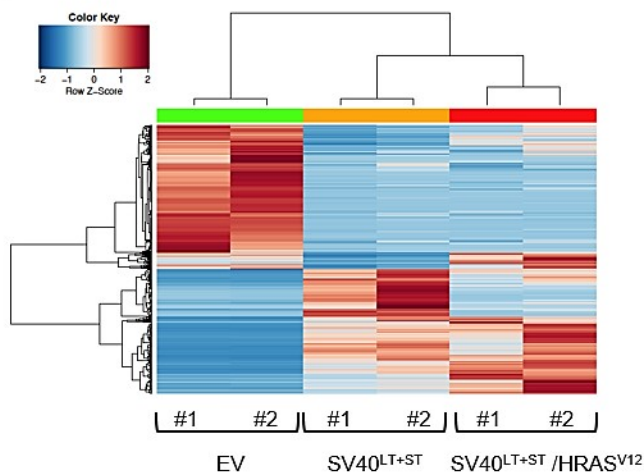 Color Key
-2 -1 0 1 2
Row Z-Score
#1 #2 #1 #2 #1 #2
EV SV40LT+ST SV40LT+ST /HRASV12